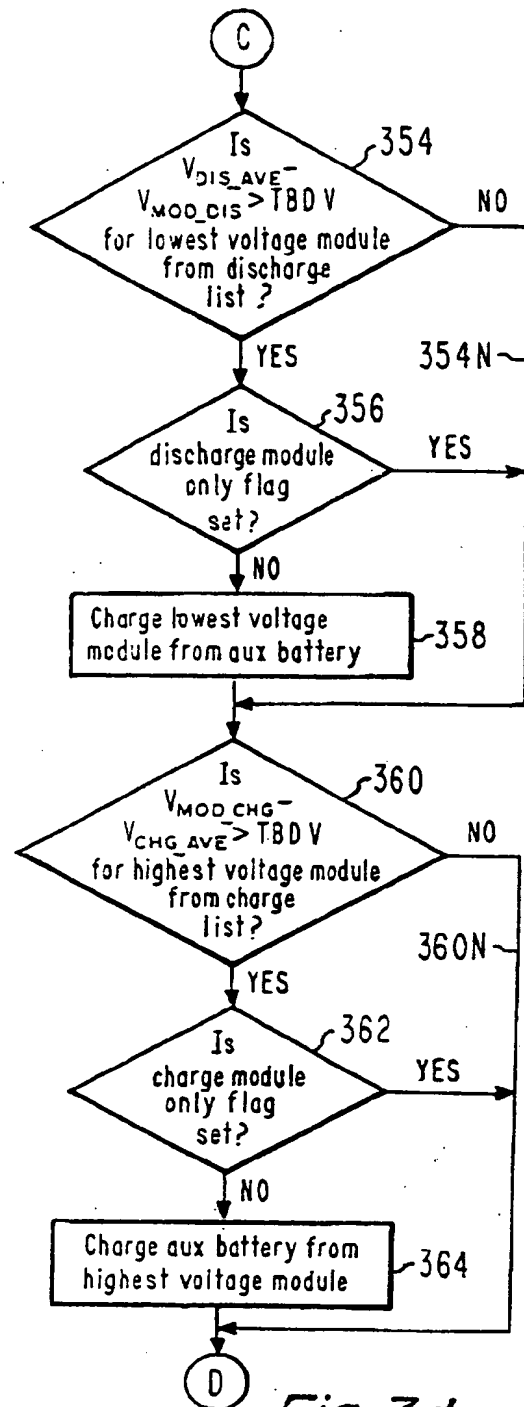 C
Is
V_DIS_AVE-
V_MOD_DIS > TBD V
for lowest voltage module
from discharge
list?
354
NO
354N
YES
Is
discharge module
only flag
set?
356
YES
NO
Charge lowest voltage
module from aux battery
358
Is
V_MOD_CHG-
V_CHG_AVE > TBD V
for highest voltage module
from charge
list?
360
NO
360N
YES
Is
charge module
only flag
set?
362
YES
NO
Charge aux battery from
highest voltage module
364
D